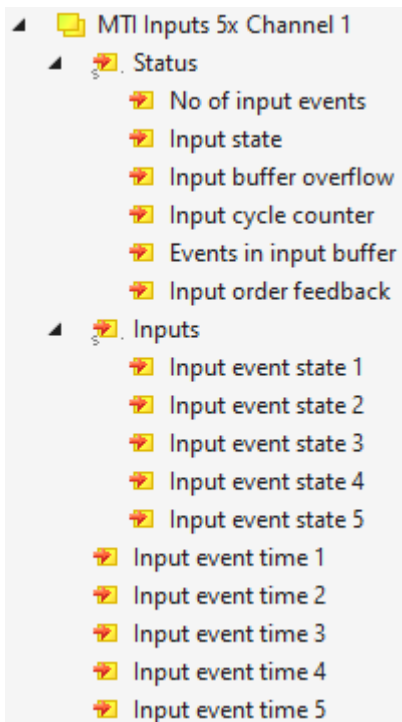 MTI Inputs 5x Channel 1
Status
No of input events
Input state
Input buffer overflow
Input cycle counter
Events in input buffer
Input order feedback
Inputs
Input event state 1
Input event state 2
Input event state 3
Input event state 4
Input event state 5
Input event time 1
Input event time 2
Input event time 3
Input event time 4
Input event time 5